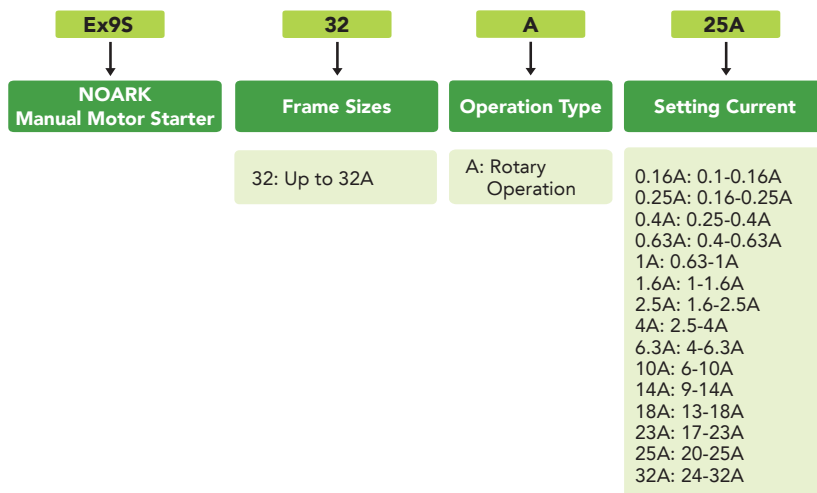 Ex9S
32
A
25A
NOARK
Manual Motor Starter
Frame Sizes
Operation Type
Setting Current
32: Up to 32A
A: Rotary
Operation
0.16A: 0.1-0.16A
0.25A: 0.16-0.25A
0.4A: 0.25-0.4A
0.63A: 0.4-0.63A
1A: 0.63-1A
1.6A: 1-1.6A
2.5A: 1.6-2.5A
4A: 2.5-4A
6.3A: 4-6.3A
10A: 6-10A
14A: 9-14A
18A: 13-18A
23A: 17-23A
25A: 20-25A
32A: 24-32A